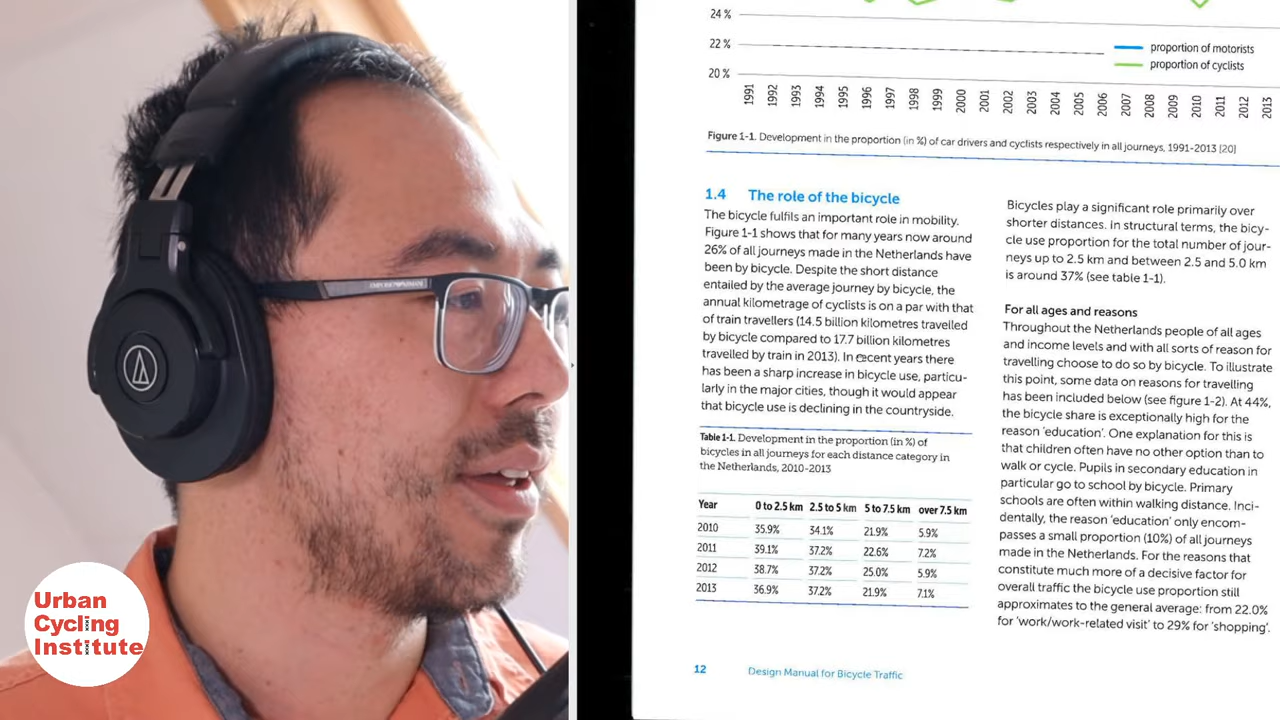 EMPORIO ARMANI
Urban
Cycling
Institute
24 %
22 %
20 %
proportion of motorists
proportion of cyclists
1991 1992 1993 1994 1995 1996 1997 1998 1999 2000 2001 2002 2003 2004 2005 2006 2007 2008 2009 2010 2011 2012 2013
Figure 1-1. Development in the proportion (in %) of car drivers and cyclists respectively in all journeys, 1991-2013 [20]
1.4 The role of the bicycle
The bicycle fulfils an important role in mobility.
Figure 1-1 shows that for many years now around
26% of all journeys made in the Netherlands have
been by bicycle. Despite the short distance
entailed by the average journey by bicycle, the
annual kilometrage of cyclists is on a par with that
of train travellers (14.5 billion kilometres travelled
by bicycle compared to 17.7 billion kilometres
travelled by train in 2013). In recent years there
has been a sharp increase in bicycle use, particu-
larly in the major cities, though it would appear
that bicycle use is declining in the countryside.
Table 1-1. Development in the proportion (in %) of
bicycles in all journeys for each distance category in
the Netherlands, 2010-2013
Year 0 to 2.5 km 2.5 to 5 km 5 to 7.5 km over 7.5 km
2010 35.9% 34.1% 21.9% 5.9%
2011 39.1% 37.2% 22.6% 7.2%
2012 38.7% 37.2% 25.0% 5.9%
2013 36.9% 37.2% 21.9% 7.1%
Bicycles play a significant role primarily over
shorter distances. In structural terms, the bicy-
cle use proportion for the total number of jour-
neys up to 2.5 km and between 2.5 and 5.0 km
is around 37% (see table 1-1).
For all ages and reasons
Throughout the Netherlands people of all ages
and income levels and with all sorts of reason for
travelling choose to do so by bicycle. To illustrate
this point, some data on reasons for travelling
has been included below (see figure 1-2). At 44%,
the bicycle share is exceptionally high for the
reason 'education'. One explanation for this is
that children often have no other option than to
walk or cycle. Pupils in secondary education in
particular go to school by bicycle. Primary
schools are often within walking distance. Inci-
dentally, the reason 'education' only encom-
passes a small proportion (10%) of all journeys
made in the Netherlands. For the reasons that
constitute much more of a decisive factor for
overall traffic the bicycle use proportion still
approximates to the general average: from 22.0%
for 'work/work-related visit' to 29% for 'shopping'.
12 Design Manual for Bicycle Traffic